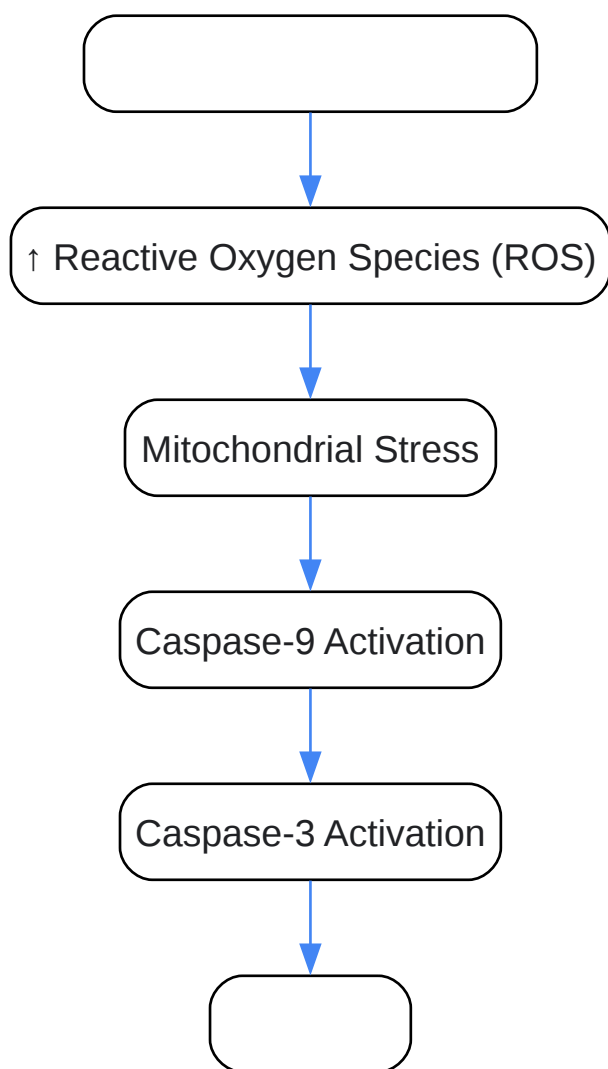 ↑ Reactive Oxygen Species (ROS)
Mitochondrial Stress
Caspase-9 Activation
Caspase-3 Activation